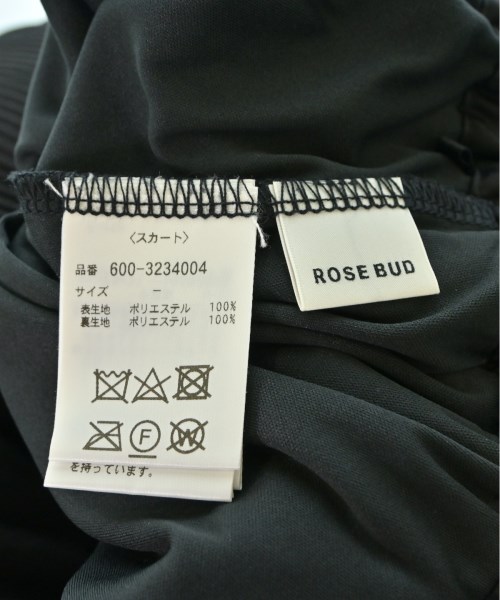 〈スカート〉
品番 600-3234004
サイズ -
表生地 ポリエステル 100%
裏生地 ポリエステル 100%
F W
を持っています。
ROSE BUD